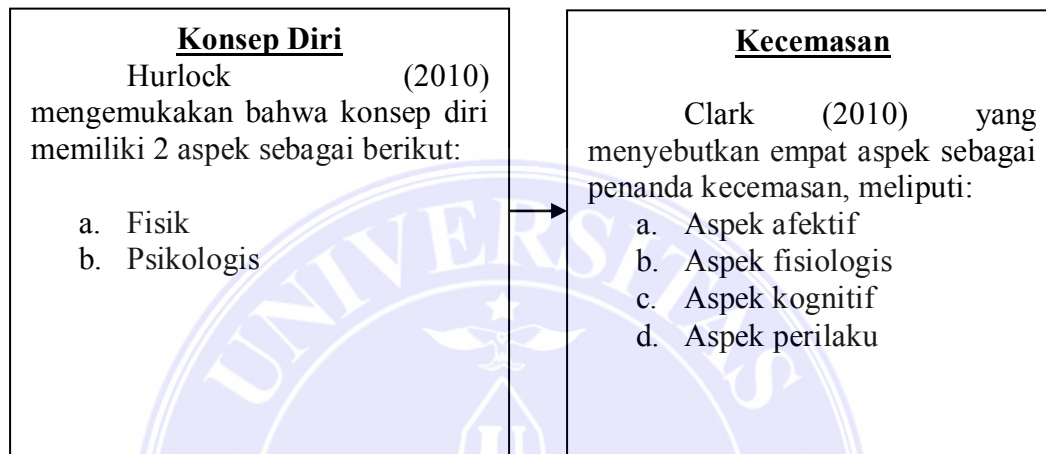 Konsep Diri
Hurlock (2010)
mengemukakan bahwa konsep diri
memiliki 2 aspek sebagai berikut:
a. Fisik
b. Psikologis
Kecemasan
Clark (2010) yang
menyebutkan empat aspek sebagai
penanda kecemasan, meliputi:
a. Aspek afektif
b. Aspek fisiologis
c. Aspek kognitif
d. Aspek perilaku
UNIVERSITAS